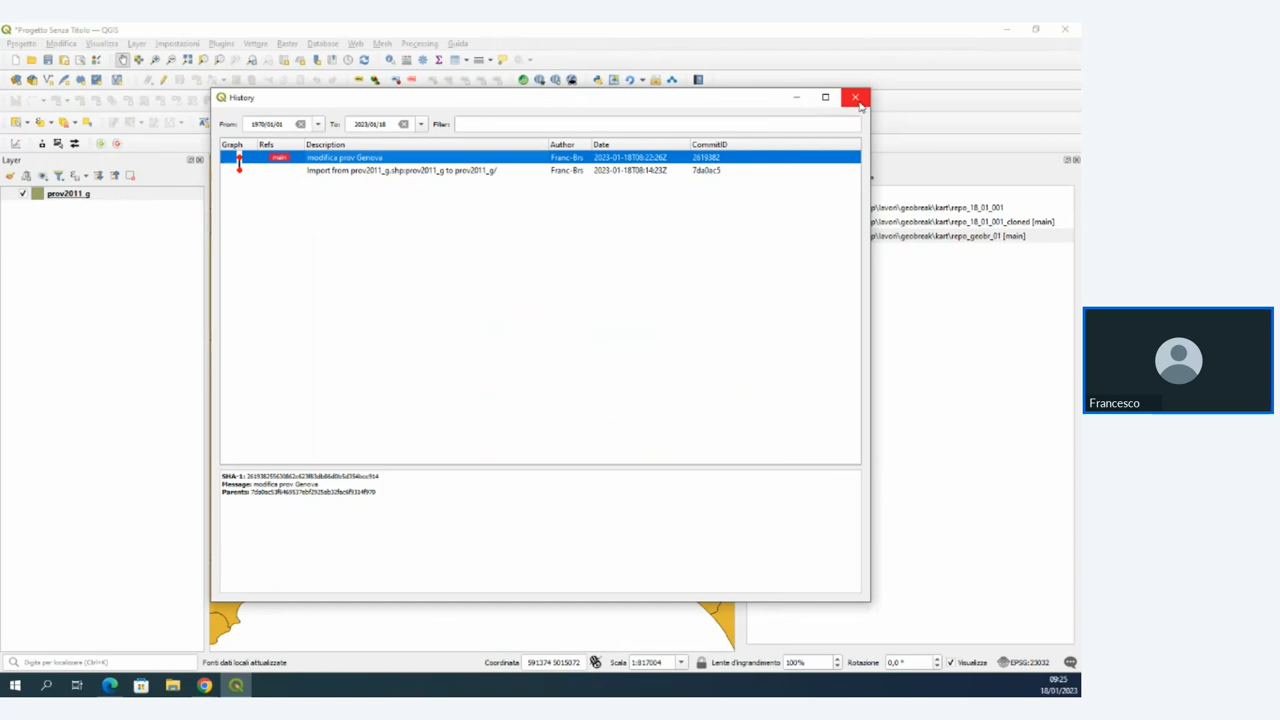 *Progetto Senza Titolo — QGIS
Progetto Modifica Visualizza Layer Impostazioni Plugins Vettore Raster Database Web Mesh Processing Guida
History
From: 1970/01/01 To: 2023/01/18 Filter:
Graph Refs Description Author Date CommitID
main modifica prov Genova Franc-Brs 2023-01-18T08:22:26Z 2619382
Import from prov2011_g.shp:prov2011_g to prov2011_g/ Franc-Brs 2023-01-18T08:14:23Z 7da0ac5
Layer
prov2011 g
p\lavori\geobreak\kart\repo_18_01_001
p\lavori\geobreak\kart\repo_18_01_001_cloned [main]
p\lavori\geobreak\kart\repo_geobr_01 [main]
Francesco
SHA-1:
Message: modifica prov Genova
Parents:
Digita per localizzare (Ctrl+K)
Fonti dati locali attualizzate
Coordinata 591374 5015072 Scala 1:817004 Lente d'ingrandimento 100% Rotazione 0,0 ° Visualizza EPSG:23032
09:25
18/01/2023